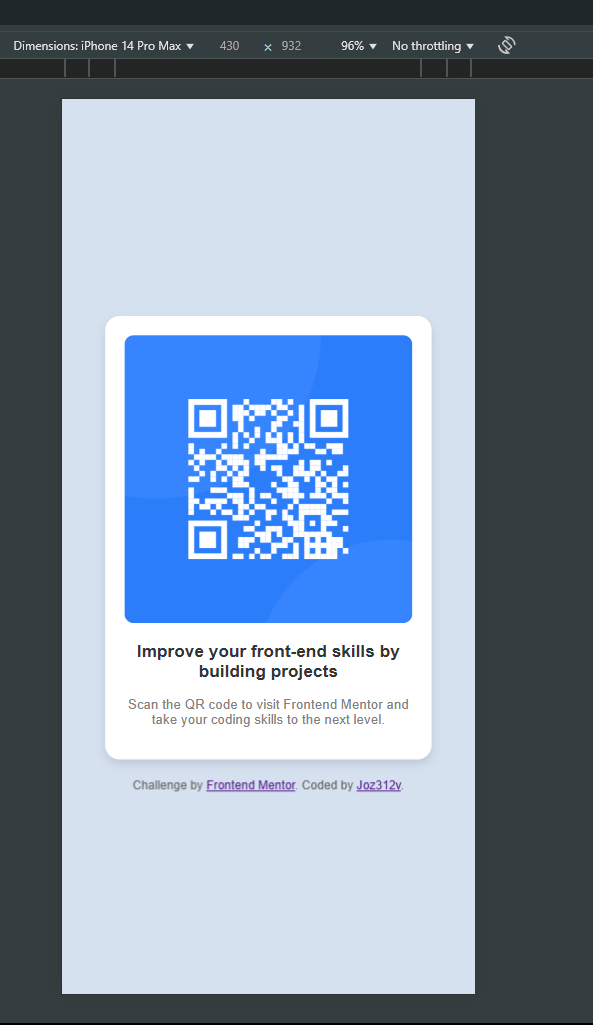 Dimensions: iPhone 14 Pro Max ▼ 430 × 932 96% ▼ No throttling ▼
Improve your front-end skills by
building projects
Scan the QR code to visit Frontend Mentor and
take your coding skills to the next level.
Challenge by Frontend Mentor. Coded by Joz312v.